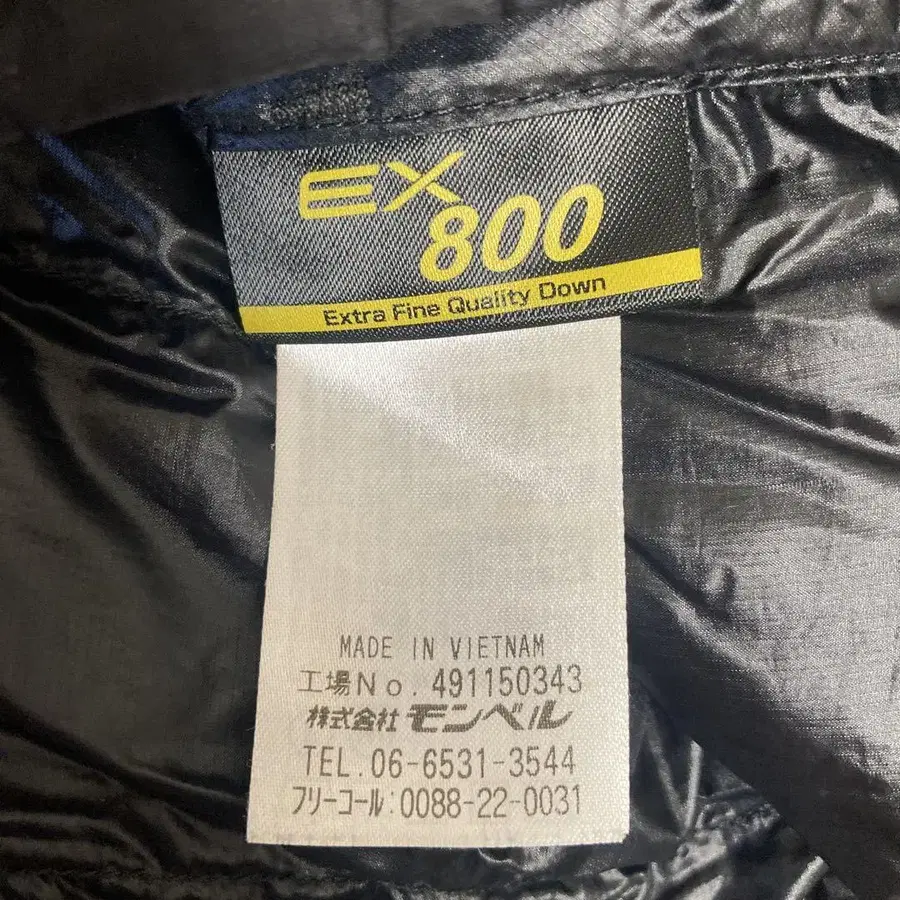 EX
800
Extra Fine Quality Down
MADE IN VIETNAM
工場No. 491150343
株式会社 モンベル
TEL.06-6531-3544
フリーコール:0088-22-0031